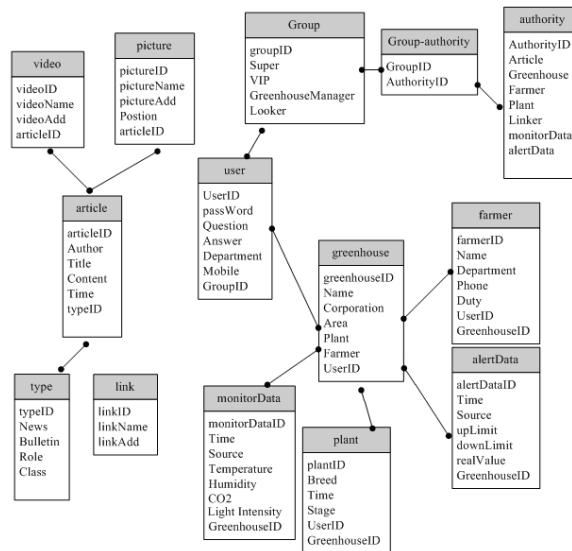 video
videoID
videoName
videoAdd
articleID
picture
pictureID
pictureName
pictureAdd
Postion
articleID
Group
groupID
Super
VIP
GreenhouseManager
Looker
Group-authority
GroupID
AuthorityID
authority
AuthorityID
Article
Greenhouse
Farmer
Plant
Linker
monitorData
alertData
article
articleID
Author
Title
Content
Time
typeID
user
UserID
passWord
Question
Answer
Department
Mobile
GroupID
greenhouse
greenhouseID
Name
Corporation
Area
Plant
Farmer
UserID
farmer
farmerID
Name
Department
Phone
Duty
UserID
GreenhouseID
type
typeID
News
Bulletin
Role
Class
link
linkID
linkName
linkAdd
monitorData
monitorDataID
Time
Source
Temperature
Humidity
CO2
Light Intensity
GreenhouseID
plant
plantID
Breed
Time
Stage
UserID
GreenhouseID
alertData
alertDataID
Time
Source
upLimit
downLimit
realValue
GreenhouseID